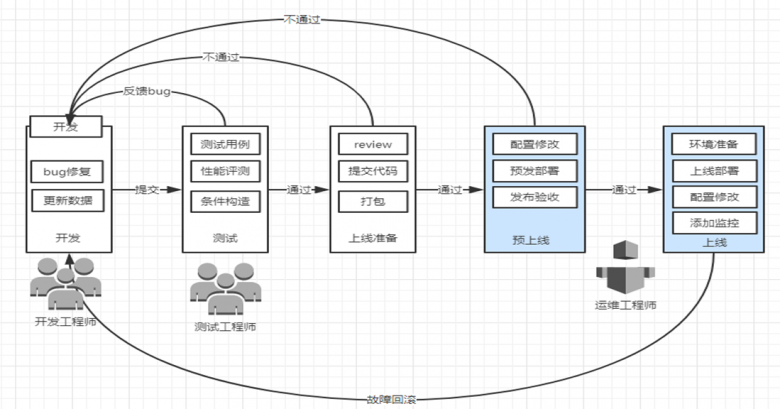 不通过
不通过
反馈bug
开发
bug修复
更新数据
开发
开发工程师
提交
测试用例
性能评测
条件构造
测试
测试工程师
通过
review
提交代码
打包
上线准备
通过
配置修改
预发部署
发布验收
预上线
通过
运维工程师
环境准备
上线部署
配置修改
添加监控
上线
故障回滚